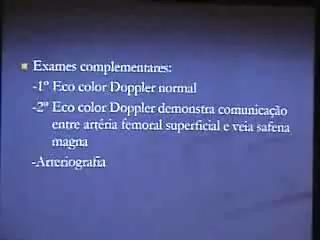 Exames complementares:
-1º Eco color Doppler normal
-2º Eco color Doppler demonstra comunicação
entre artéria femoral superficial e veia safena
magna
-Arteriografia